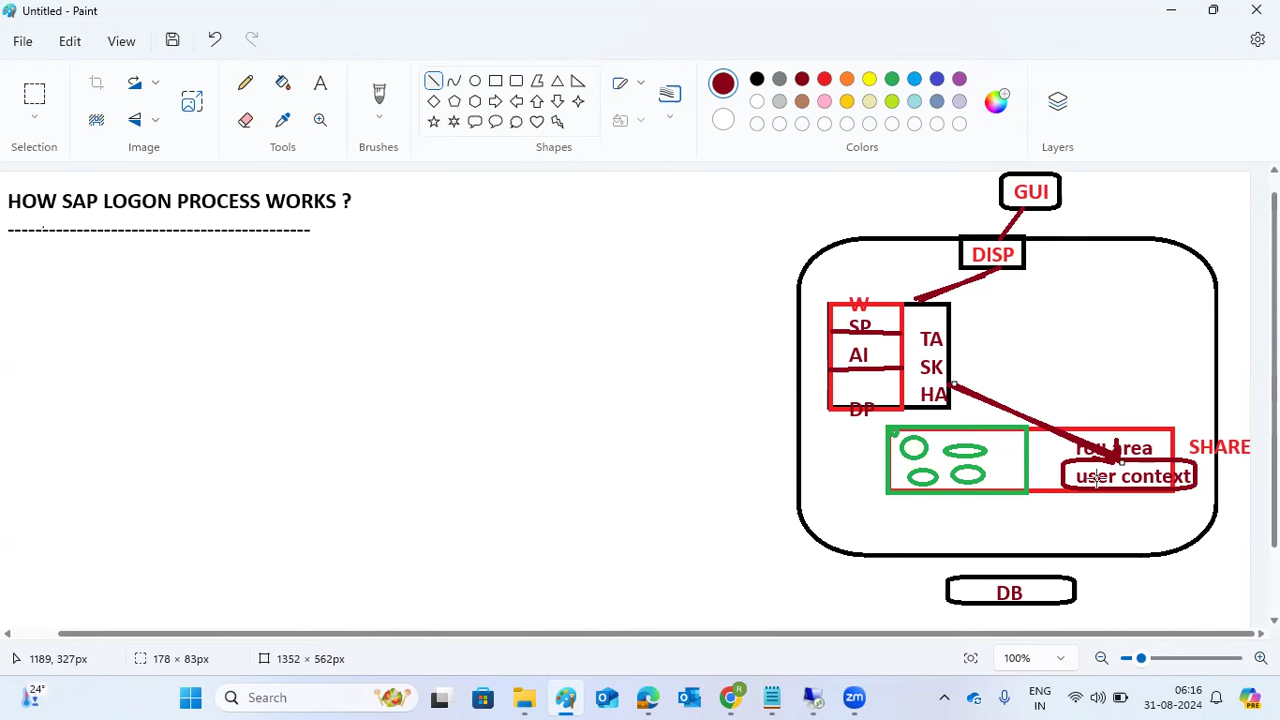 Untitled - Paint
File Edit View
Selection Image Tools Brushes Shapes Colors Layers
HOW SAP LOGON PROCESS WORKS ?
---------------------------------------------
GUI
DISP
W
SP
TA
AI
SK
HA
DP
area
SHARE
user context
DB
1189, 327px 178 × 83px 1352 × 562px 100%
24°
Search
ENG
IN
06:16
31-08-2024
PRE